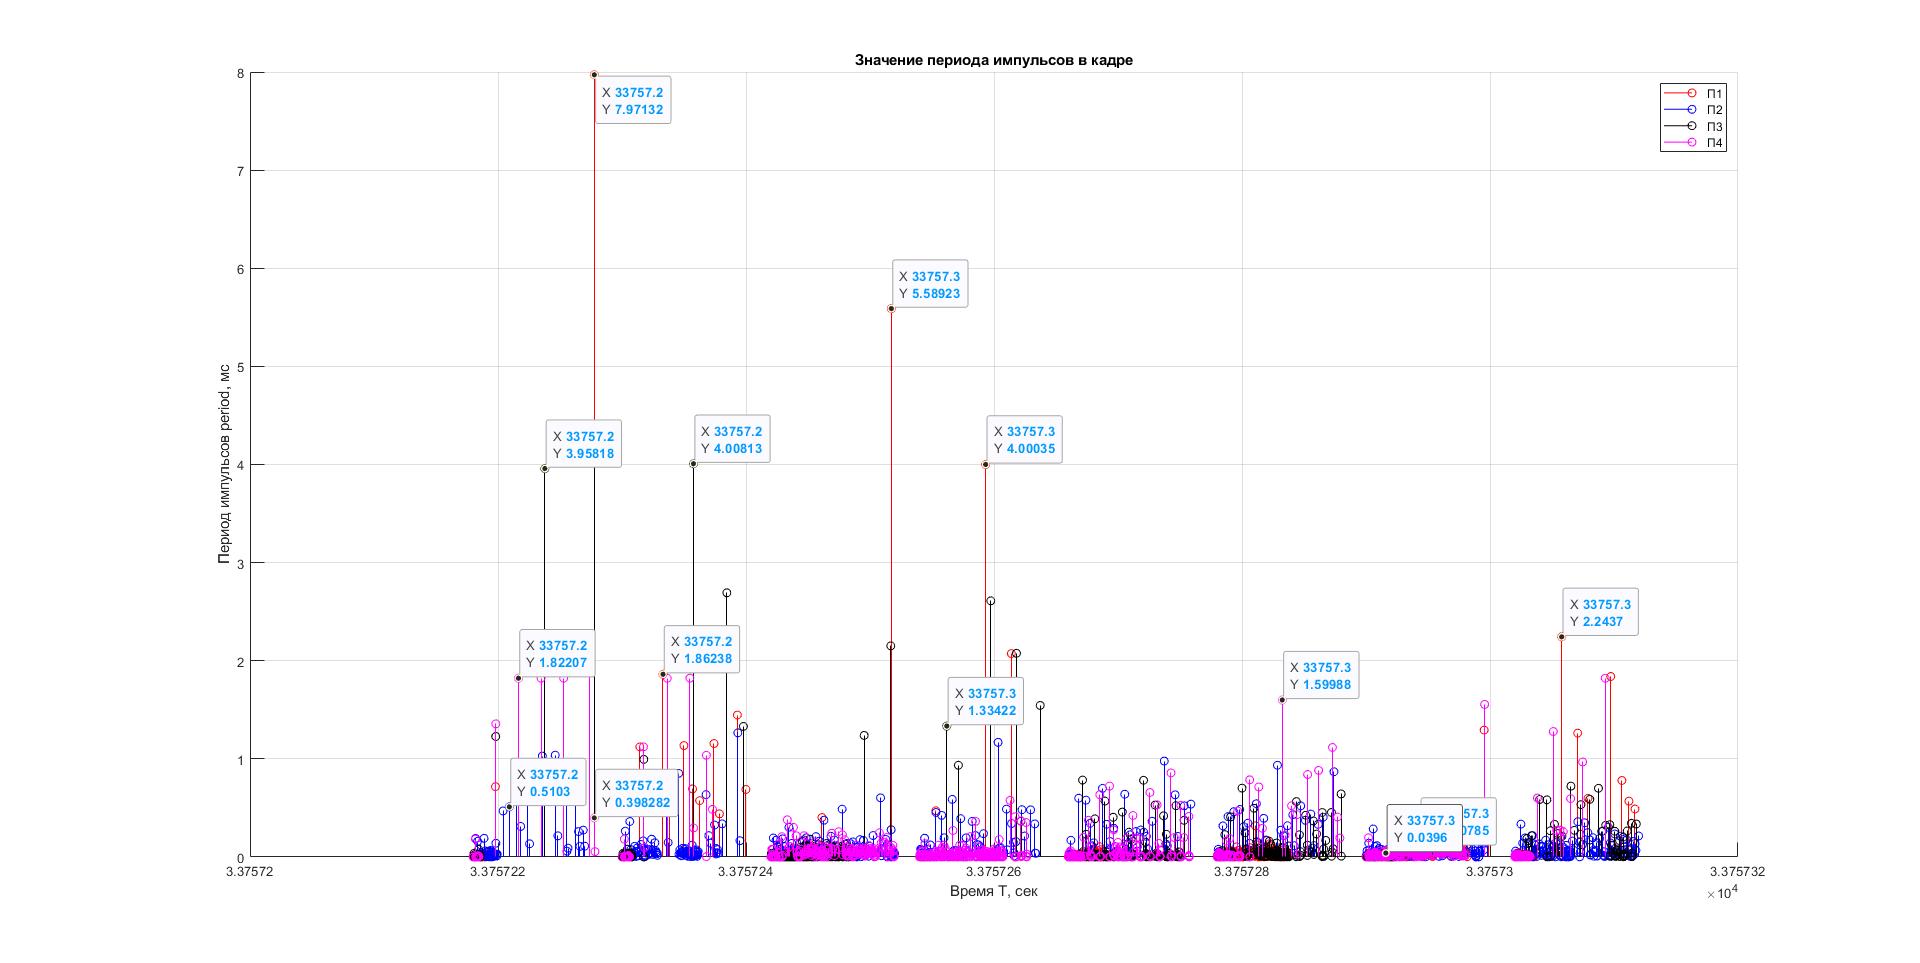 Значение периода импульсов в кадре
8
7
6
5
4
3
2
1
0
Период импульсов period, мс
X 33757.2
Y 7.97132
X 33757.3
Y 5.58923
X 33757.2
Y 3.95818
X 33757.2
Y 4.00813
X 33757.3
Y 4.00035
X 33757.2
Y 1.82207
X 33757.2
Y 1.86238
X 33757.3
Y 1.33422
X 33757.3
Y 1.59988
X 33757.3
Y 2.2437
X 33757.2
Y 0.5103
X 33757.2
Y 0.398282
X 33757.3
Y 0.0396
57.3
0785
П1
П2
П3
П4
3.37572
3.375722
3.375724
3.375726
3.375728
3.37573
3.375732
×10⁴
Время Т, сек